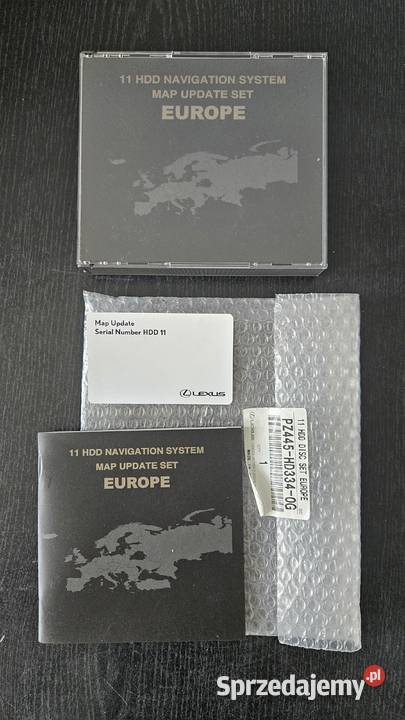 11 HDD NAVIGATION SYSTEM
MAP UPDATE SET
EUROPE
Map Update
Serial Number HDD 11
LEXUS
11 HDD DISC SET EUROPE
PZ445-HD334-0G
1
11 HDD NAVIGATION SYSTEM
MAP UPDATE SET
EUROPE
Sprzedajemy.pl